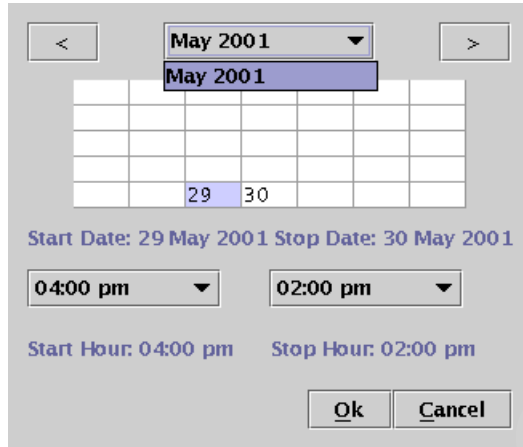 < May 2001 >
May 2001
29 30
Start Date: 29 May 2001 Stop Date: 30 May 2001
04:00 pm 02:00 pm
Start Hour: 04:00 pm Stop Hour: 02:00 pm
Ok Cancel